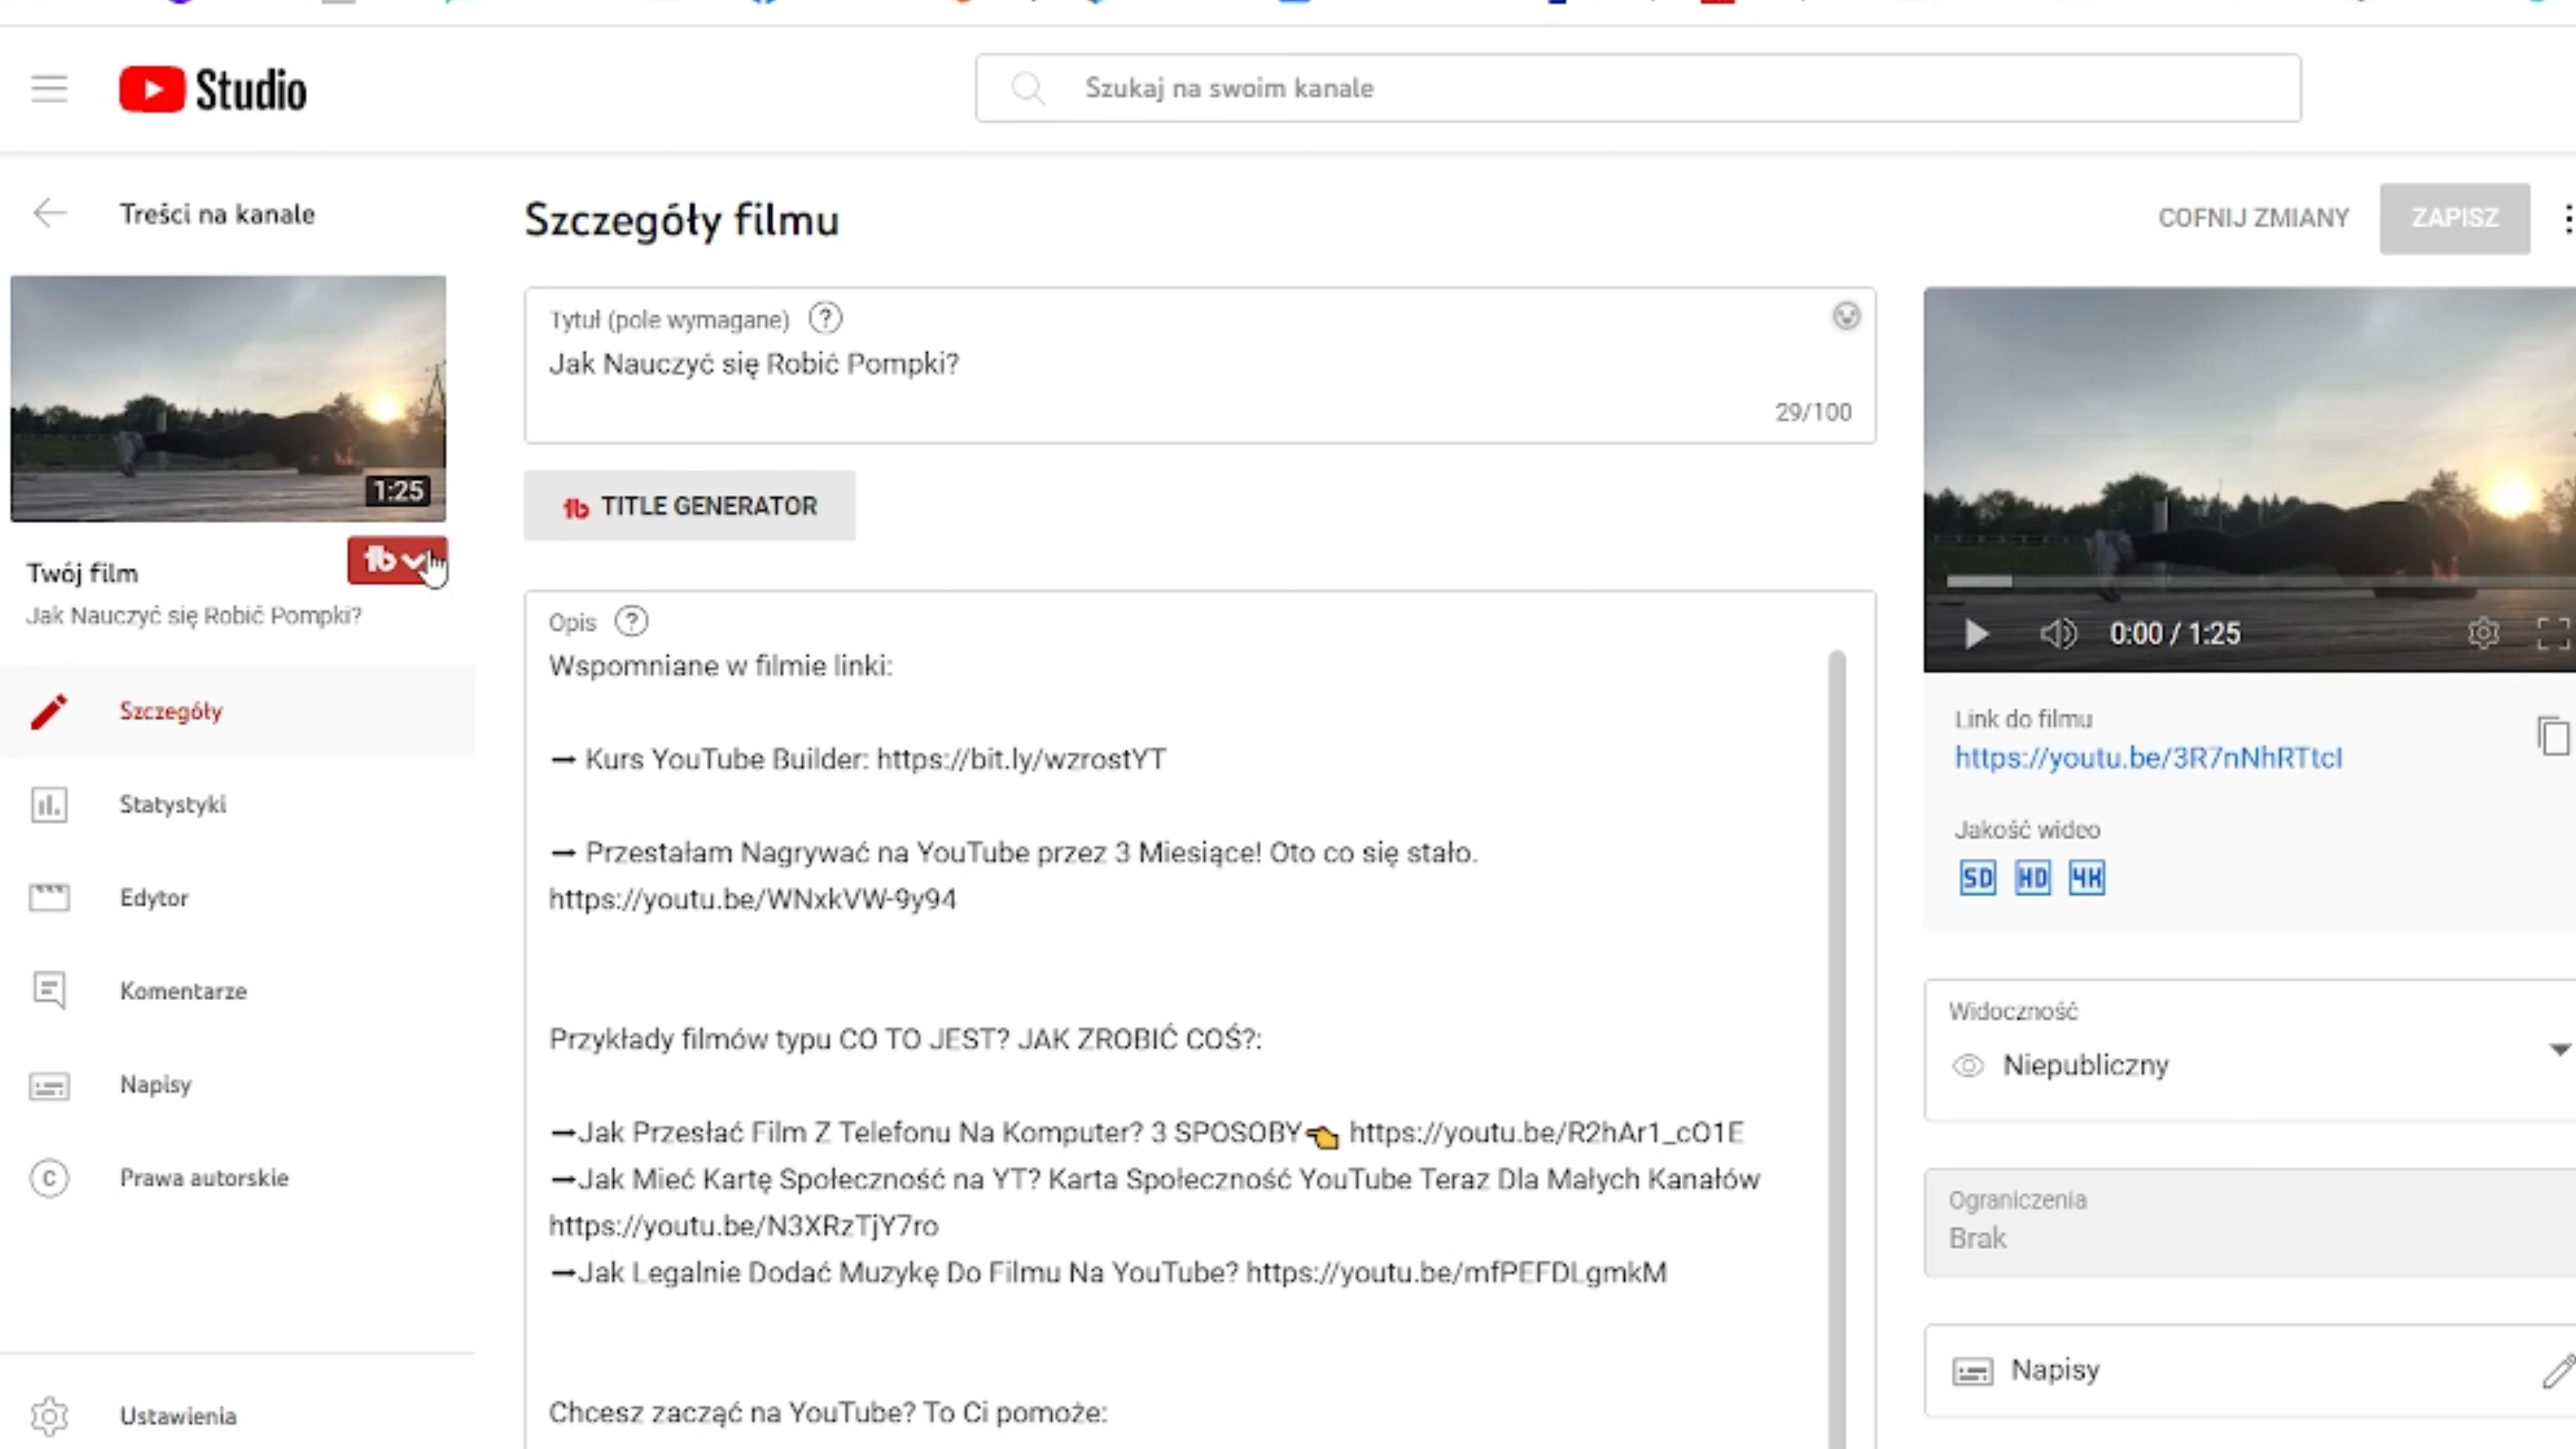 Studio
Szukaj na swoim kanale
Treści na kanale
Szczegóły filmu
COFNIJ ZMIANY
ZAPISZ
Tytuł (pole wymagane)
Jak Nauczyć się Robić Pompki?
29/100
1:25
TITLE GENERATOR
Twój film
Jak Nauczyć się Robić Pompki?
Szczegóły
Statystyki
Edytor
Komentarze
Napisy
Prawa autorskie
Ustawienia
Opis
Wspomniane w filmie linki:
➞ Kurs YouTube Builder: https://bit.ly/wzrostYT
➞ Przestałam Nagrywać na YouTube przez 3 Miesiące! Oto co się stało.
https://youtu.be/WNxkVW-9y94
Przykłady filmów typu CO TO JEST? JAK ZROBIĆ COŚ?:
➞Jak Przesłać Film Z Telefonu Na Komputer? 3 SPOSOBY👈 https://youtu.be/R2hAr1_cO1E
➞Jak Mieć Kartę Społeczność na YT? Karta Społeczność YouTube Teraz Dla Małych Kanałów
https://youtu.be/N3XRzTjY7ro
➞Jak Legalnie Dodać Muzykę Do Filmu Na YouTube? https://youtu.be/mfPEFDLgmkM
Chcesz zacząć na YouTube? To Ci pomoże:
0:00 / 1:25
Link do filmu
https://youtu.be/3R7nNhRTtcI
Jakość wideo
SD HD 4K
Widoczność
Niepubliczny
Ograniczenia
Brak
Napisy